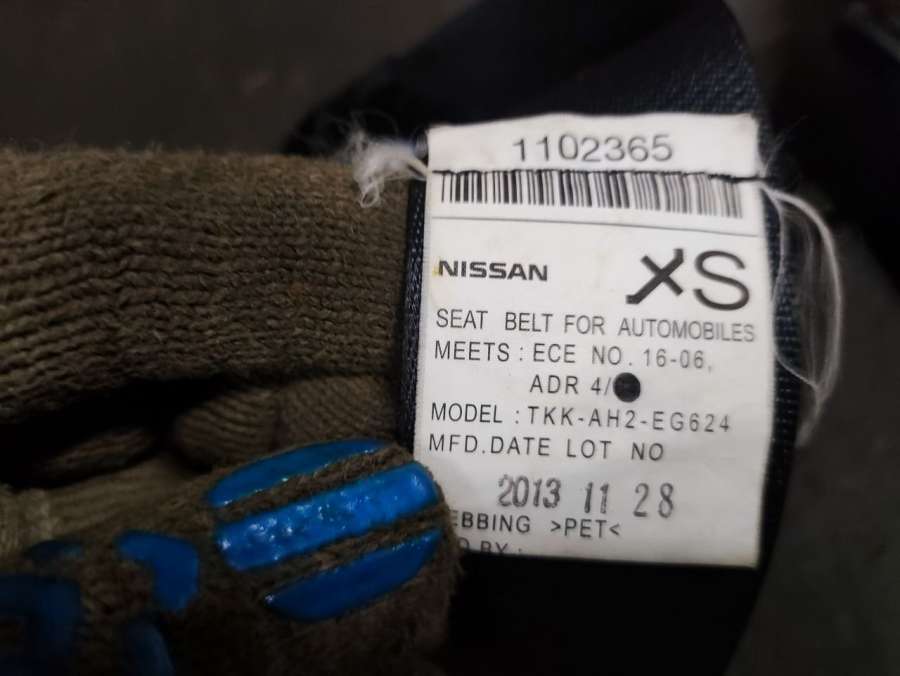 1102365
NISSAN XS
SEAT BELT FOR AUTOMOBILES
MEETS : ECE NO. 16-06,
ADR 4/
MODEL : TKK-AH2-EG624
MFD.DATE LOT NO
2013 11 28
EBBING >PET<
BY :